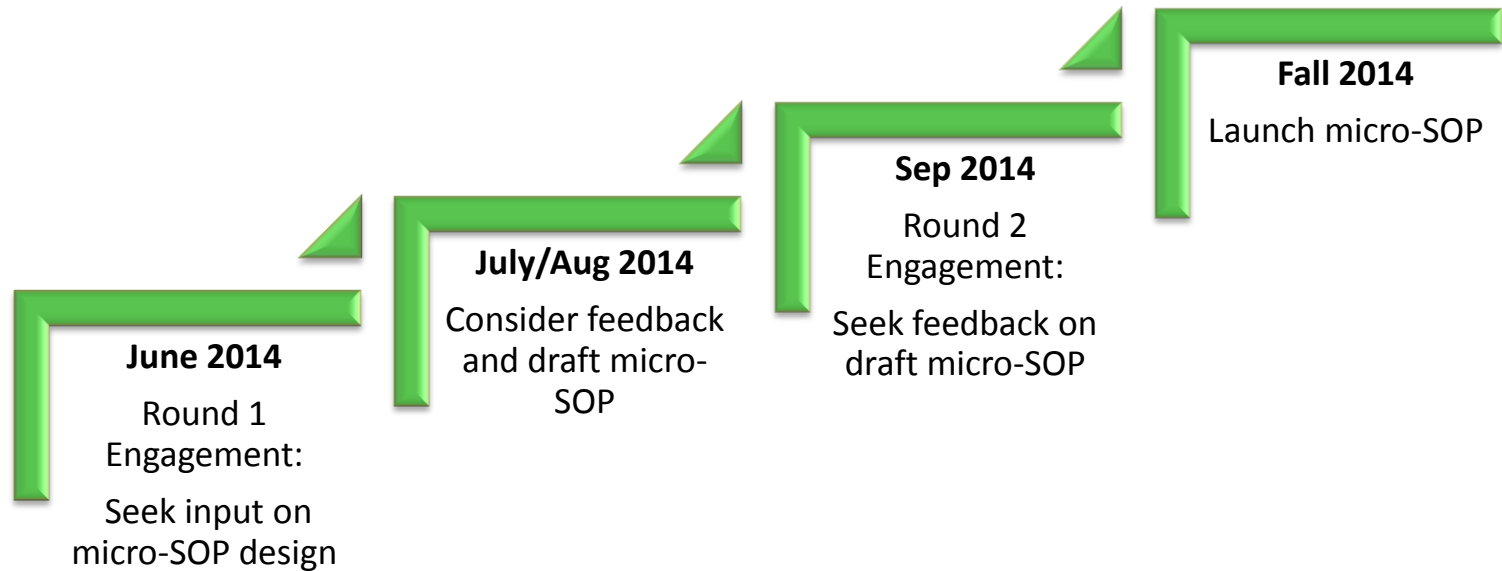 June 2014
Round 1
Engagement:
Seek input on
micro-SOP design
July/Aug 2014
Consider feedback
and draft micro-
SOP
Sep 2014
Round 2
Engagement:
Seek feedback on
draft micro-SOP
Fall 2014
Launch micro-SOP